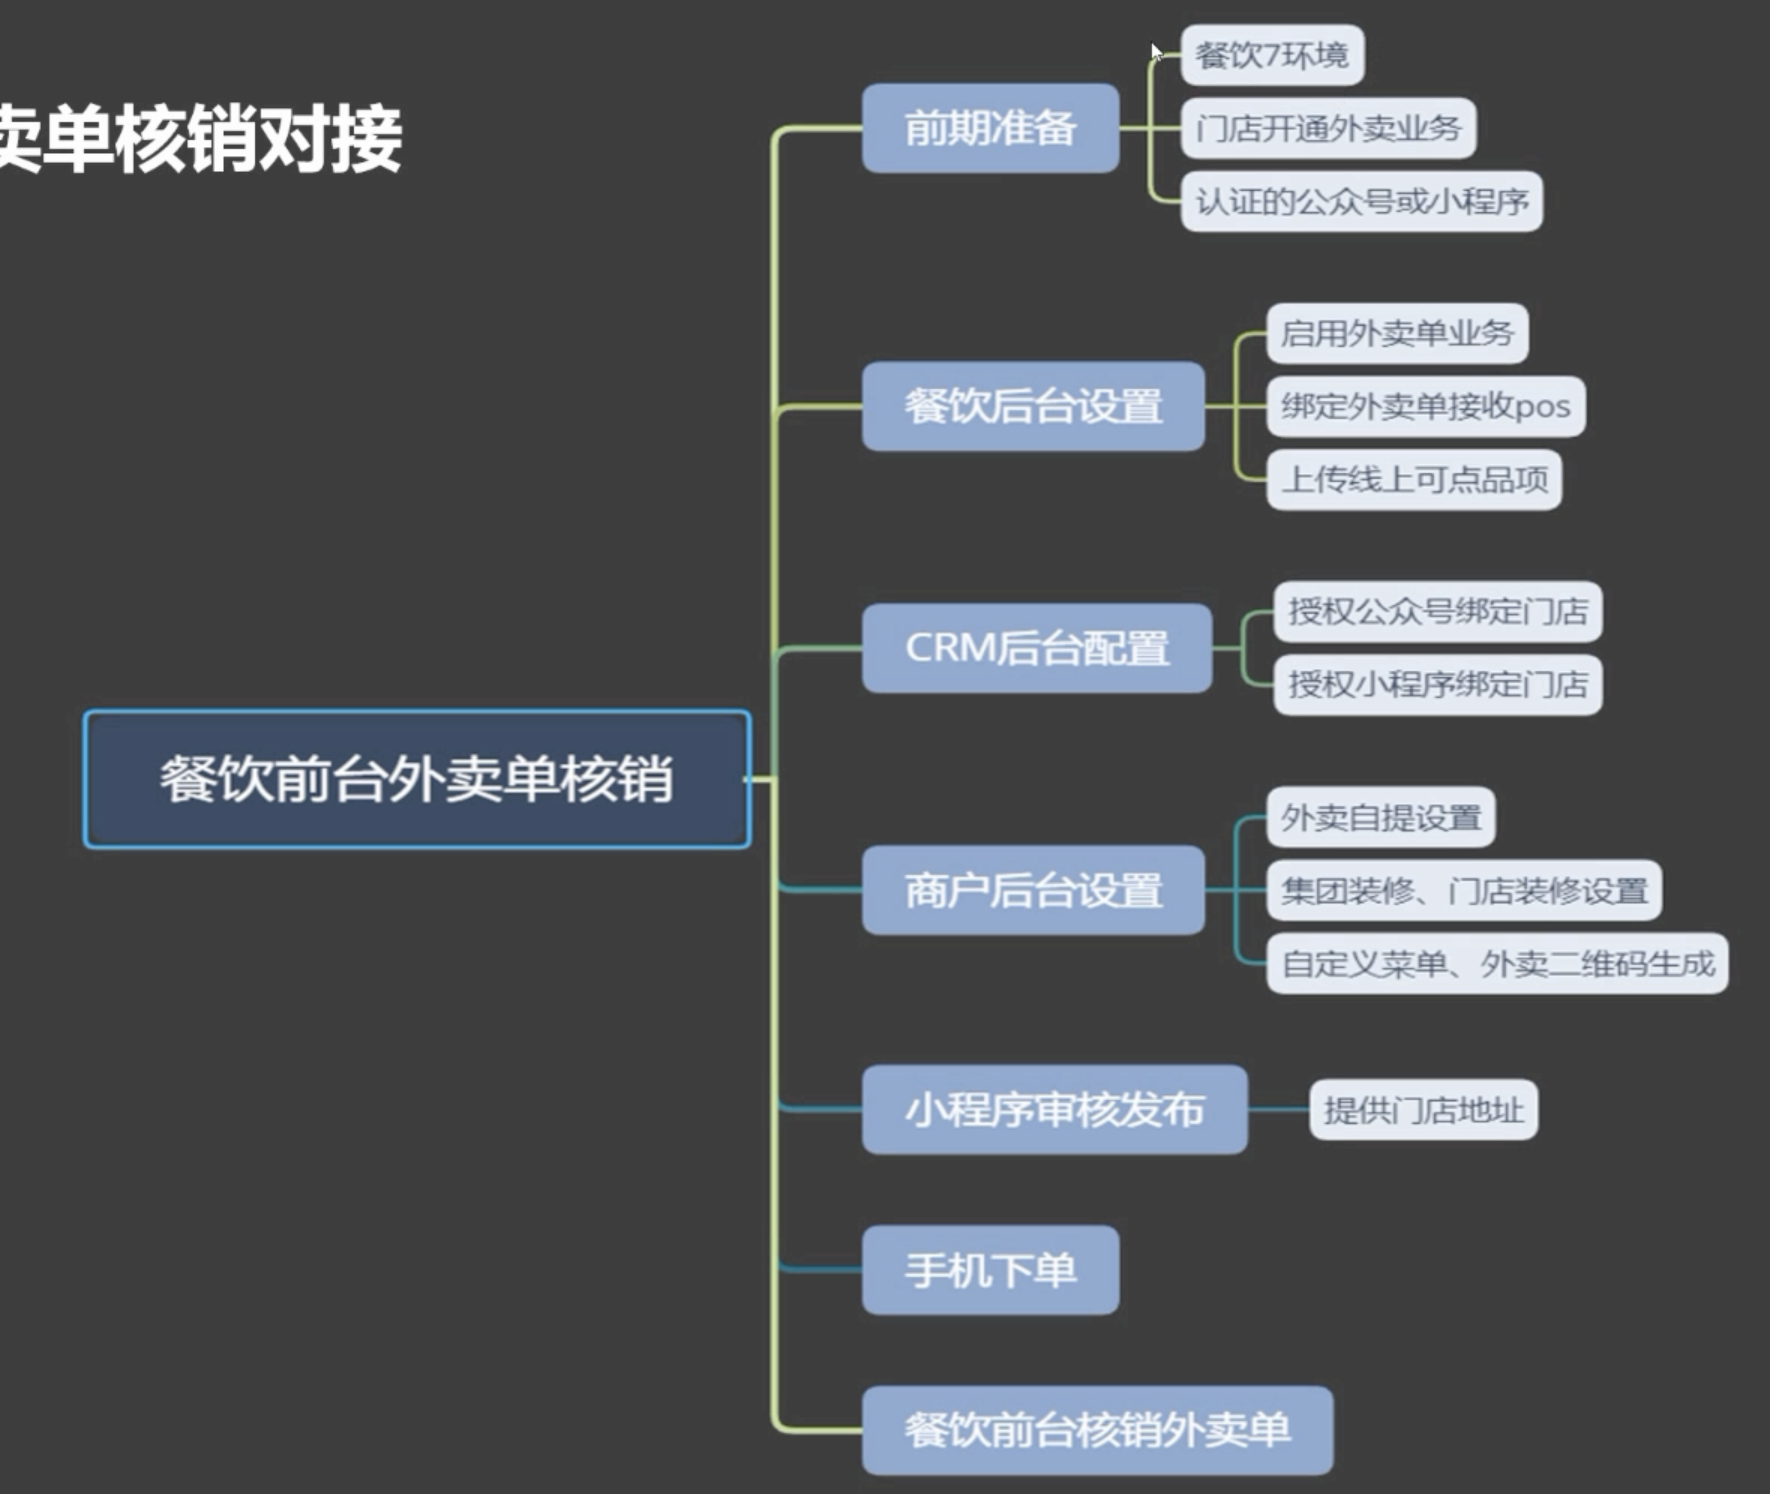 卖单核销对接
餐饮前台外卖单核销
前期准备
餐饮7环境
门店开通外卖业务
认证的公众号或小程序
餐饮后台设置
启用外卖单业务
绑定外卖单接收pos
上传线上可点品项
CRM后台配置
授权公众号绑定门店
授权小程序绑定门店
商户后台设置
外卖自提设置
集团装修、门店装修设置
自定义菜单、外卖二维码生成
小程序审核发布
提供门店地址
手机下单
餐饮前台核销外卖单